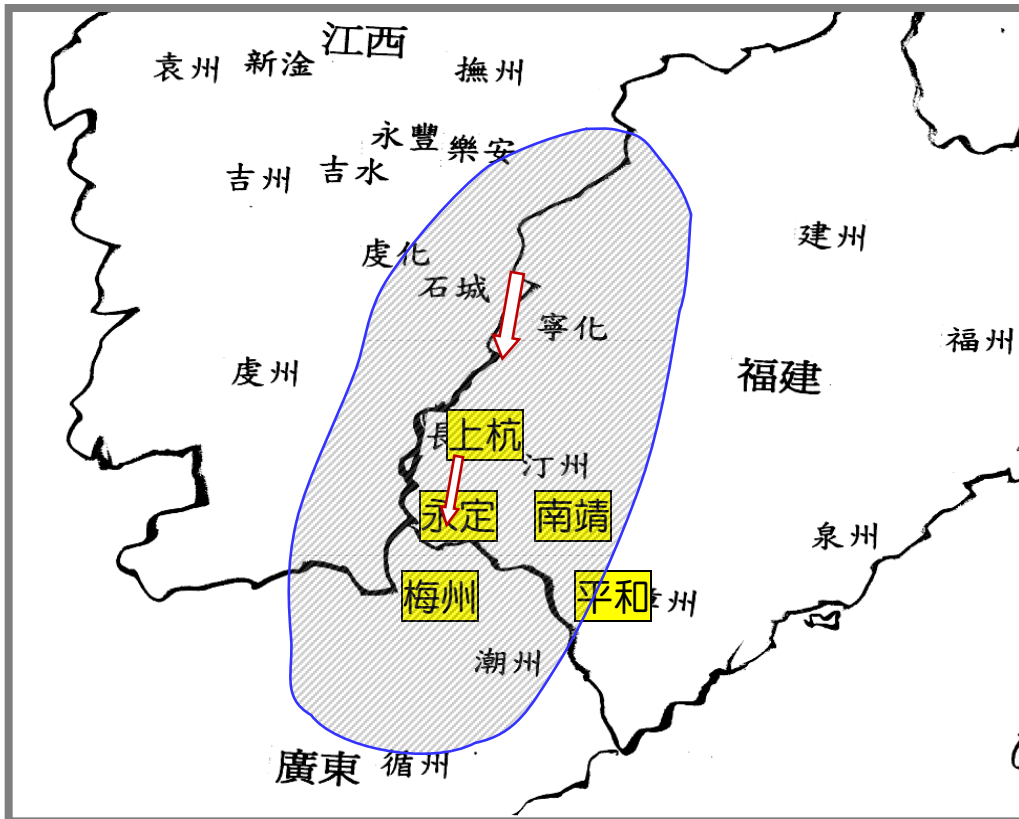 江西
袁州
新淦
撫州
永豐
樂安
吉州
吉水
建州
虔化
石城
寧化
福州
虔州
福建
長
上杭
汀州
永定
南靖
泉州
梅州
平和
州
潮州
廣東
循州